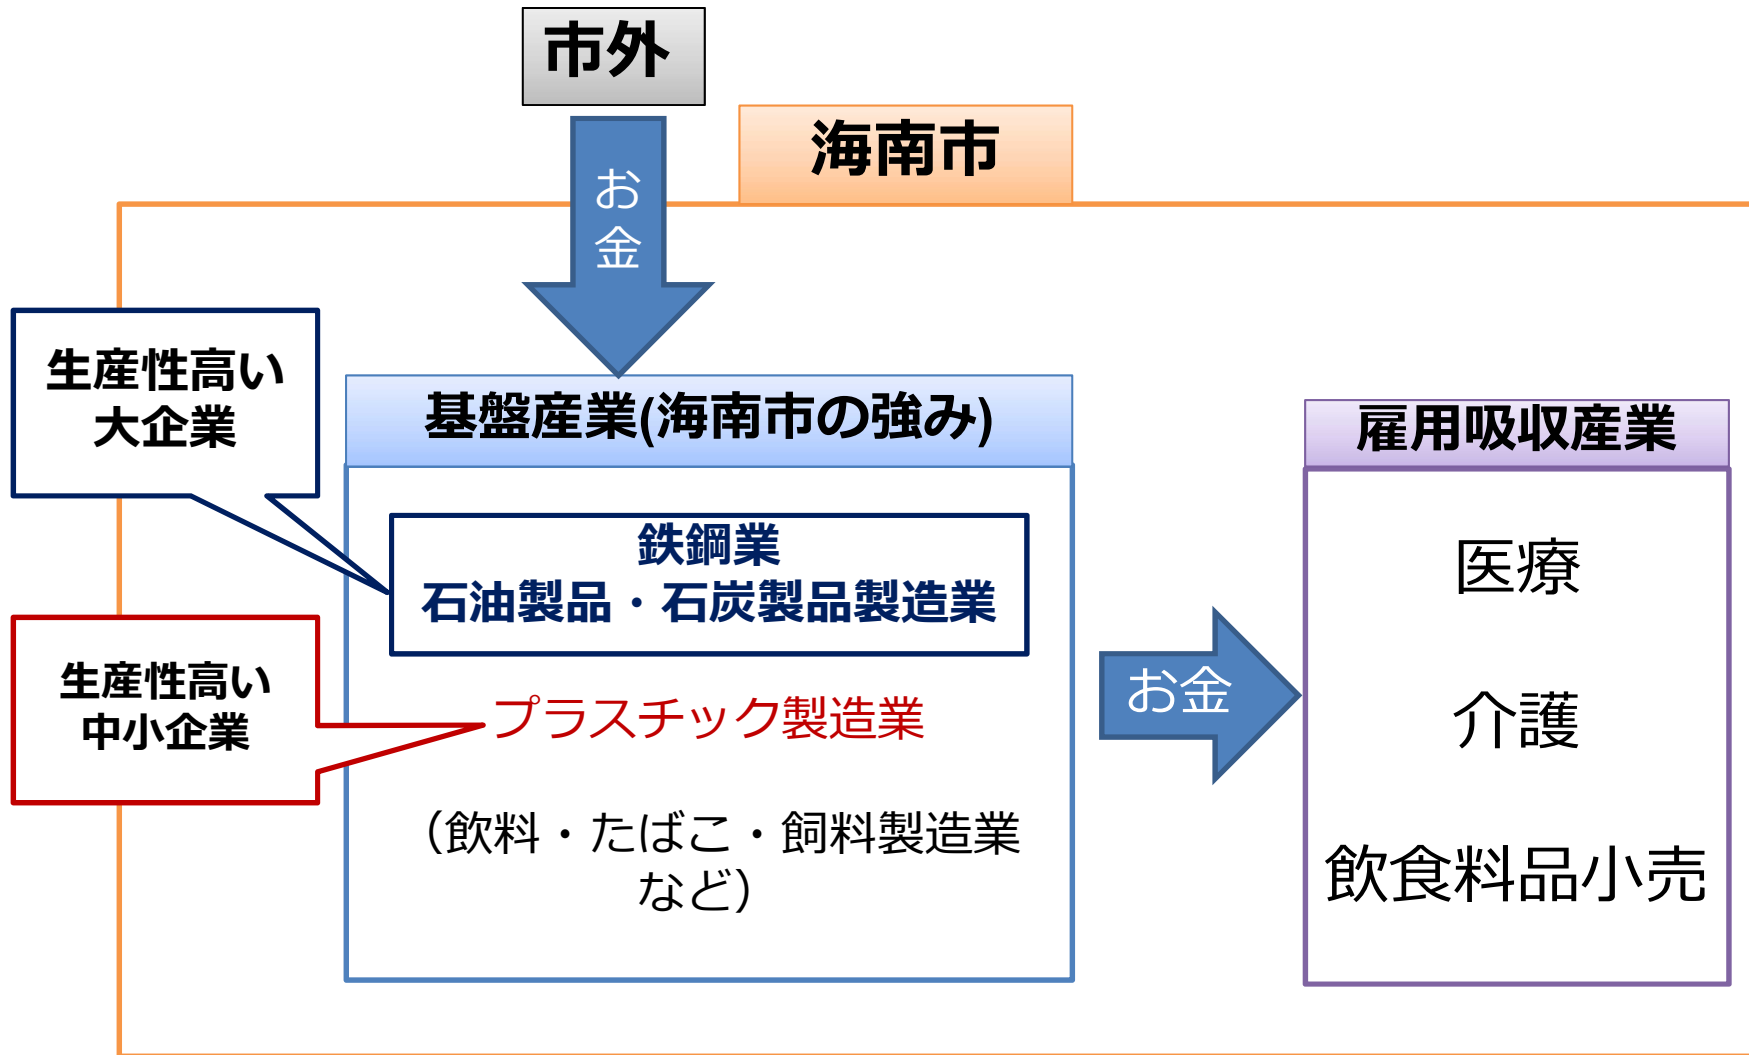 市外
海南市
お
金
生産性高い
大企業
基盤産業(海南市の強み)
雇用吸収産業
鉄鋼業
石油製品・石炭製品製造業
医療
生産性高い
中小企業
プラスチック製造業
お金
介護
（飲料・たばこ・飼料製造業
など）
飲食料品小売